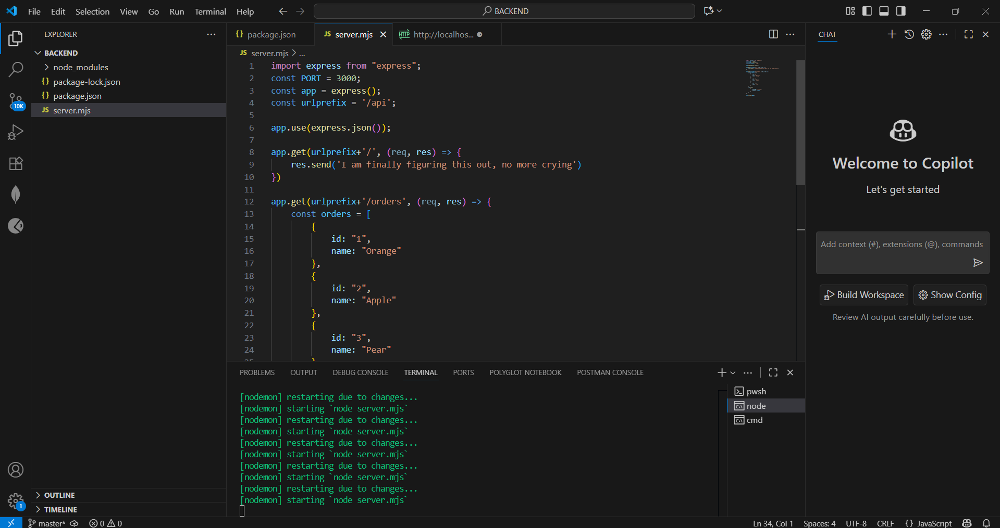 File Edit Selection View Go Run Terminal Help
BACKEND
EXPLORER
BACKEND
node_modules
{} package-lock.json
{} package.json
JS server.mjs
10K
OUTLINE
TIMELINE
1
{} package.json
JS server.mjs
HTTP http://localhos...
JS server.mjs > ...
1 import express from "express";
2 const PORT = 3000;
3 const app = express();
4 const urlprefix = '/api';
5
6 app.use(express.json());
7
8 app.get(urlprefix+'/', (req, res) => {
9 res.send('I am finally figuring this out, no more crying')
10 })
11
12 app.get(urlprefix+'/orders', (req, res) => {
13 const orders = [
14 {
15 id: "1",
16 name: "Orange"
17 },
18 {
19 id: "2",
20 name: "Apple"
21 },
22 {
23 id: "3",
24 name: "Pear"
PROBLEMS OUTPUT DEBUG CONSOLE TERMINAL PORTS POLYGLOT NOTEBOOK POSTMAN CONSOLE
[nodemon] restarting due to changes...
[nodemon] starting `node server.mjs`
[nodemon] restarting due to changes...
[nodemon] starting `node server.mjs`
[nodemon] restarting due to changes...
[nodemon] starting `node server.mjs`
[nodemon] restarting due to changes...
[nodemon] starting `node server.mjs`
[nodemon] restarting due to changes...
[nodemon] starting `node server.mjs`
pwsh
node
cmd
CHAT
Welcome to Copilot
Let's get started
Add context (#), extensions (@), commands
Build Workspace
Show Config
Review AI output carefully before use.
master* 0 0
Ln 34, Col 1 Spaces: 4 UTF-8 CRLF {} JavaScript